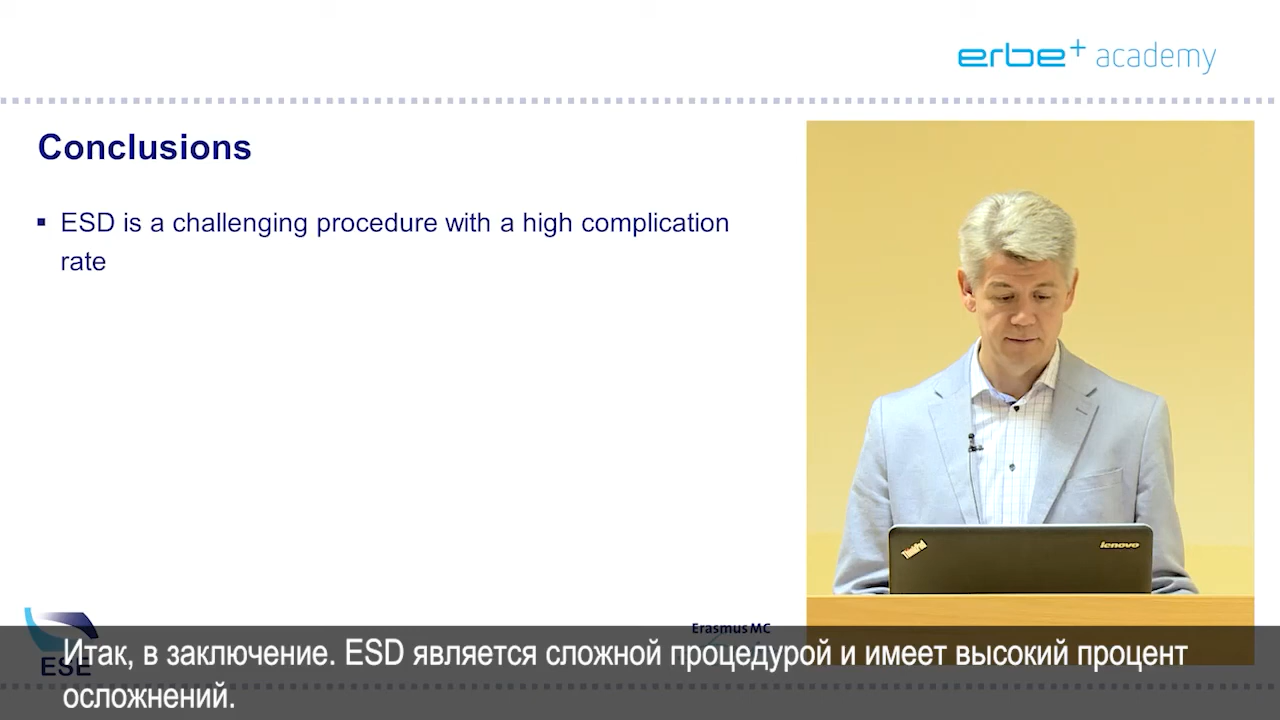 erbe+ academy
Conclusions
▪ ESD is a challenging procedure with a high complication
rate
ThinkPad
lenovo
Erasmus MC
ESE
Итак, в заключение. ESD является сложной процедурой и имеет высокий процент
осложнений.